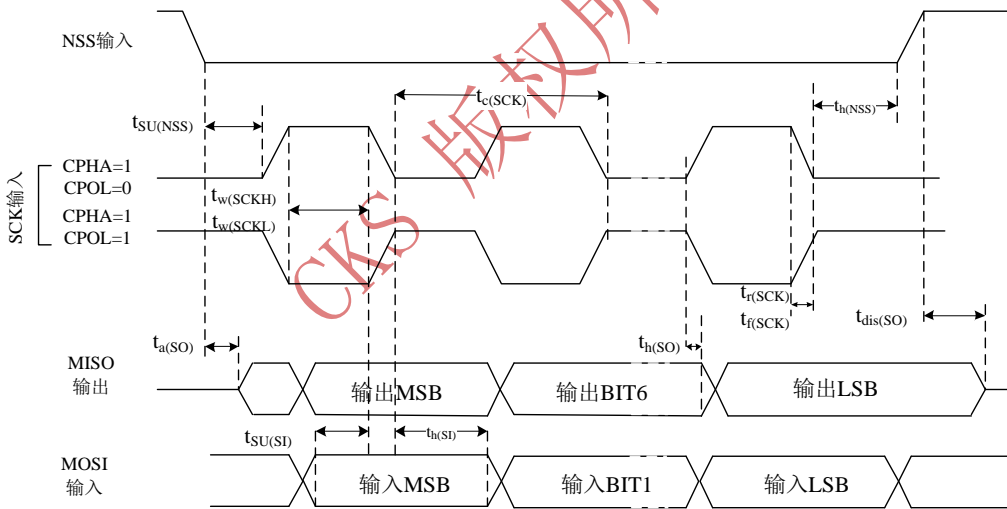 NSS输入
tc(SCK)
th(NSS)
tSU(NSS)
SCK输入
CPHA=1
CPOL=0
CPHA=1
CPOL=1
tw(SCKH)
tw(SCKL)
tr(SCK)
tf(SCK)
ta(SO)
th(SO)
tdis(SO)
MISO
输出
输出MSB
输出BIT6
输出LSB
tSU(SI)
th(SI)
MOSI
输入
输入MSB
输入BIT1
输入LSB
CKS 版权所